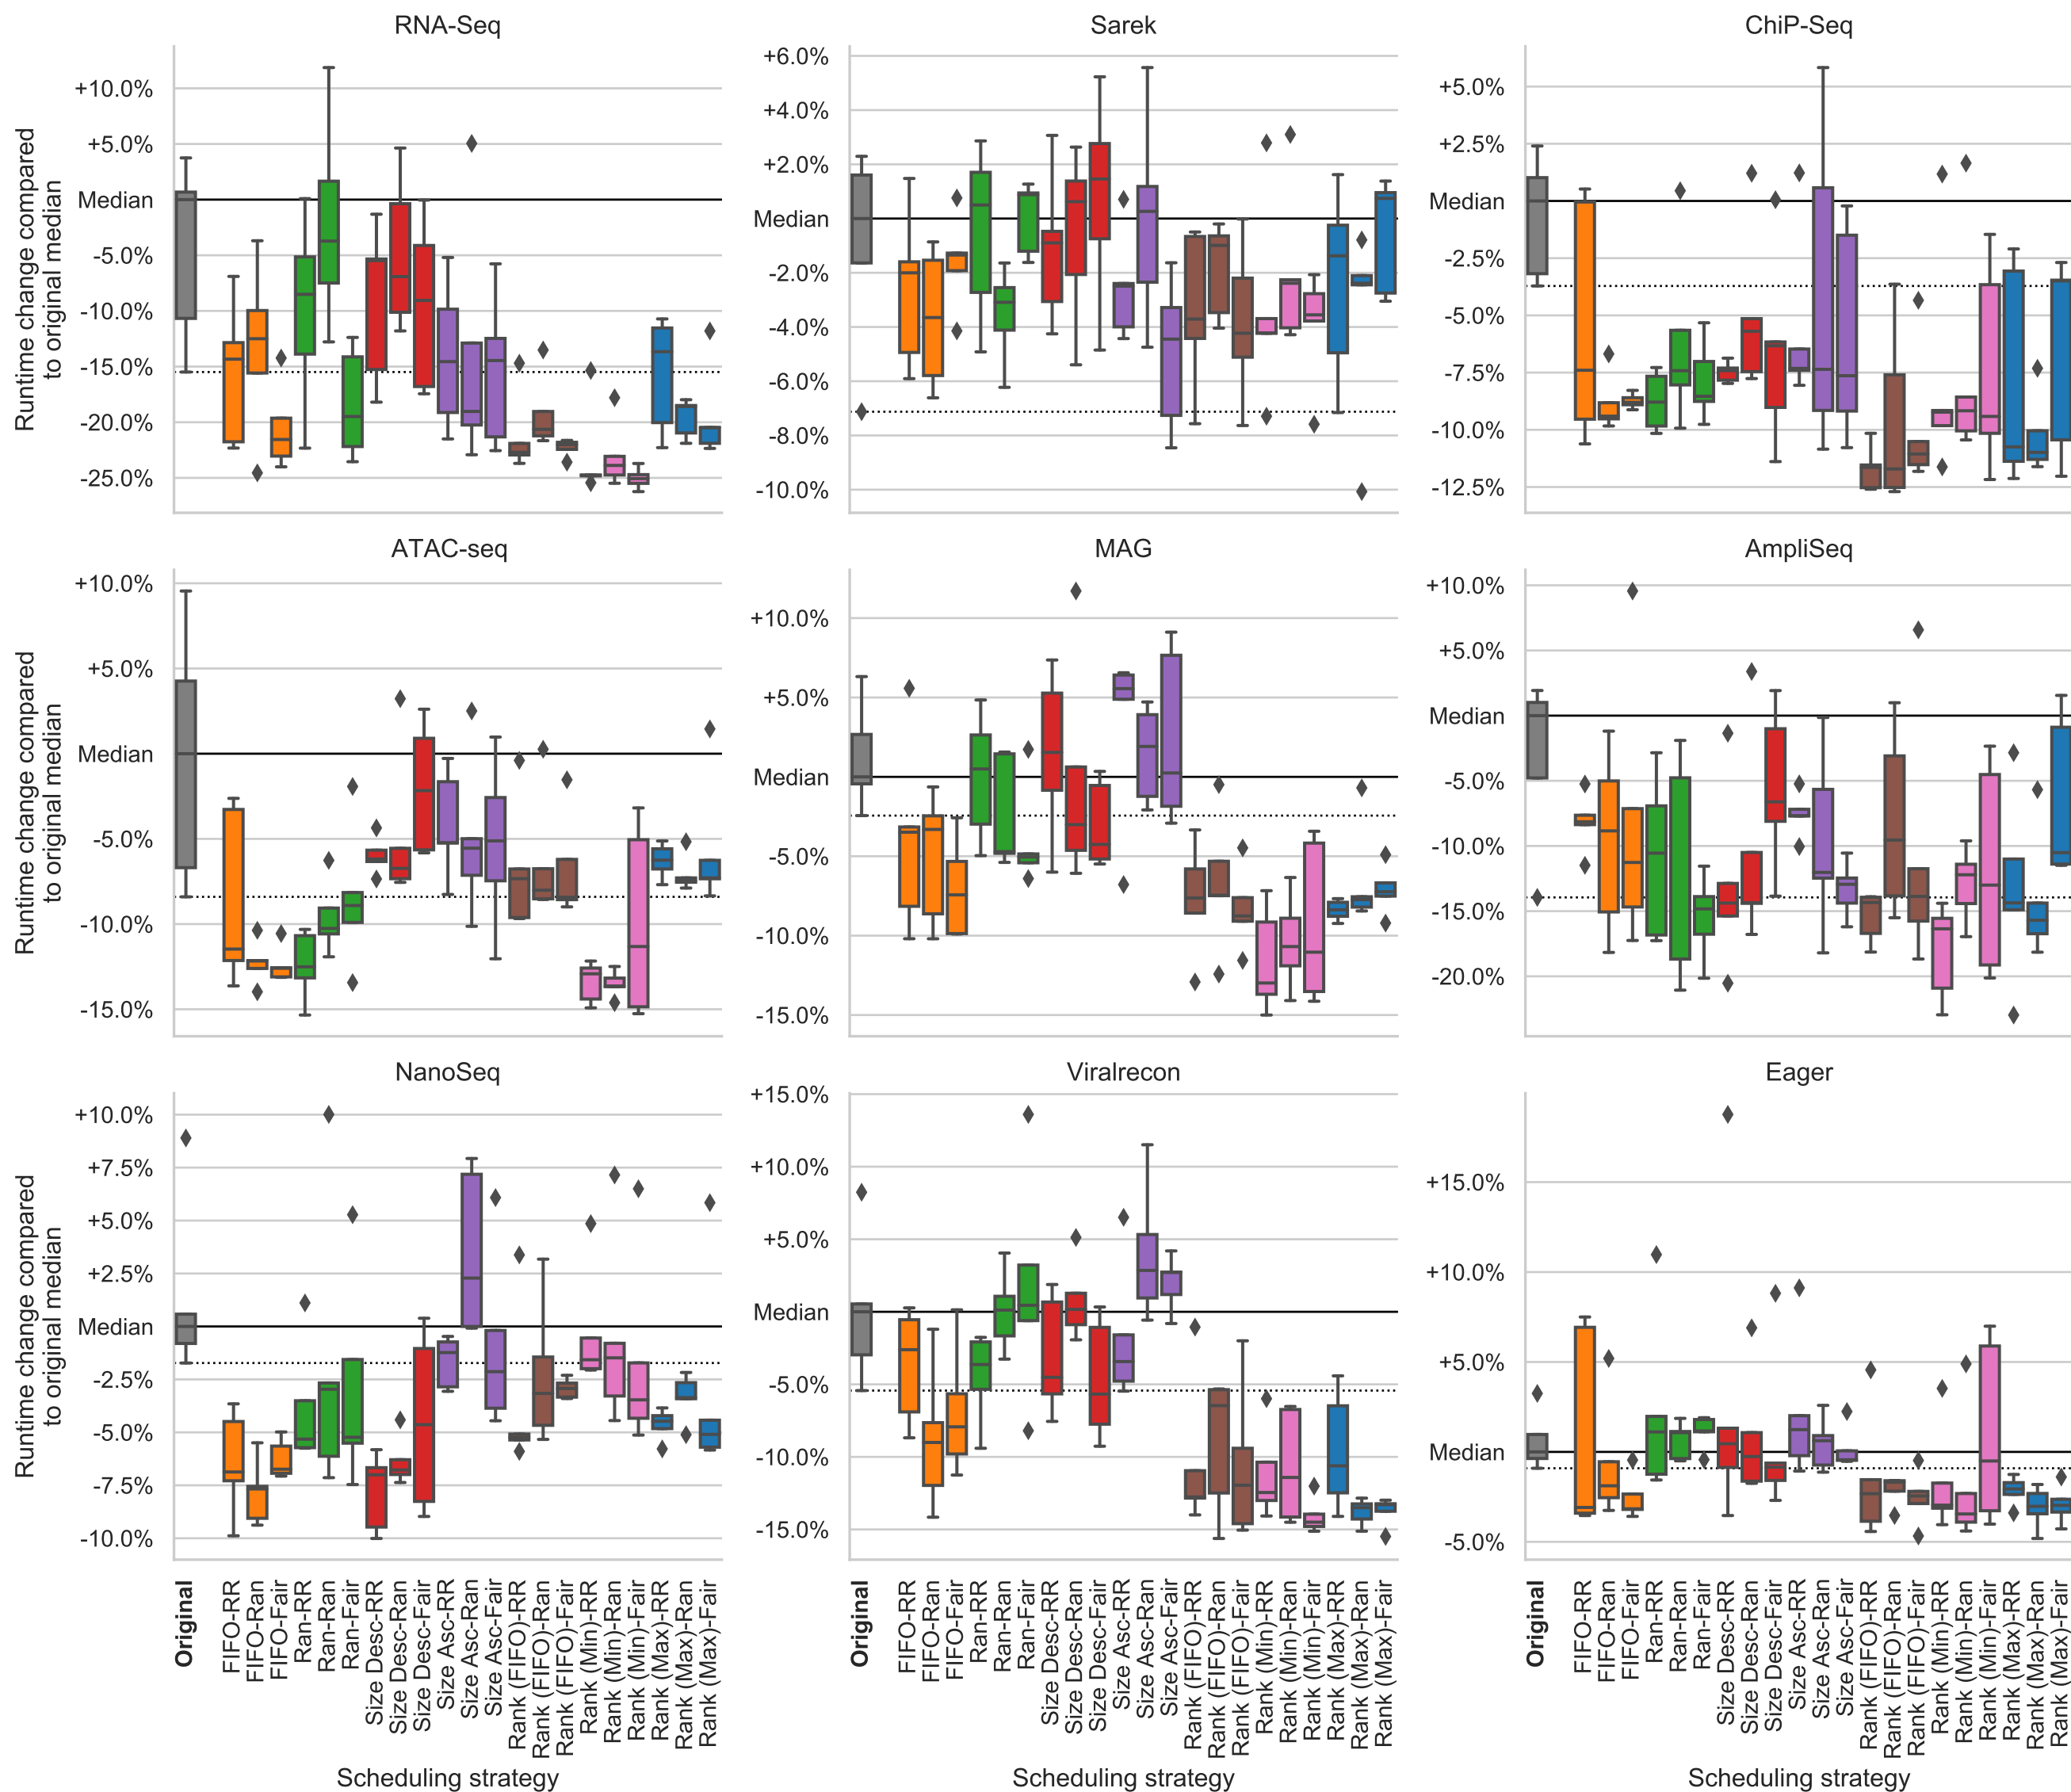 RNA-Seq
Sarek
ChiP-Seq
Runtime change compared
to original median
+10.0%
+5.0%
Median
-5.0%
-10.0%
-15.0%
-20.0%
-25.0%
+6.0%
+4.0%
+2.0%
Median
-2.0%
-4.0%
-6.0%
-8.0%
-10.0%
+5.0%
+2.5%
Median
-2.5%
-5.0%
-7.5%
-10.0%
-12.5%
ATAC-seq
MAG
AmpliSeq
Runtime change compared
to original median
+10.0%
+5.0%
Median
-5.0%
-10.0%
-15.0%
+10.0%
+5.0%
Median
-5.0%
-10.0%
-15.0%
+10.0%
+5.0%
Median
-5.0%
-10.0%
-15.0%
-20.0%
NanoSeq
Viralrecon
Eager
Runtime change compared
to original median
+10.0%
+7.5%
+5.0%
+2.5%
Median
-2.5%
-5.0%
-7.5%
-10.0%
+15.0%
+10.0%
+5.0%
Median
-5.0%
-10.0%
-15.0%
+15.0%
+10.0%
+5.0%
Median
-5.0%
Original
FIFO-RR
FIFO-Ran
FIFO-Fair
Ran-RR
Ran-Ran
Ran-Fair
Size Desc-RR
Size Desc-Ran
Size Desc-Fair
Size Asc-RR
Size Asc-Ran
Size Asc-Fair
Rank (FIFO)-RR
Rank (FIFO)-Ran
Rank (FIFO)-Fair
Rank (Min)-RR
Rank (Min)-Ran
Rank (Min)-Fair
Rank (Max)-RR
Rank (Max)-Ran
Rank (Max)-Fair
Original
FIFO-RR
FIFO-Ran
FIFO-Fair
Ran-RR
Ran-Ran
Ran-Fair
Size Desc-RR
Size Desc-Ran
Size Desc-Fair
Size Asc-RR
Size Asc-Ran
Size Asc-Fair
Rank (FIFO)-RR
Rank (FIFO)-Ran
Rank (FIFO)-Fair
Rank (Min)-RR
Rank (Min)-Ran
Rank (Min)-Fair
Rank (Max)-RR
Rank (Max)-Ran
Rank (Max)-Fair
Original
FIFO-RR
FIFO-Ran
FIFO-Fair
Ran-RR
Ran-Ran
Ran-Fair
Size Desc-RR
Size Desc-Ran
Size Desc-Fair
Size Asc-RR
Size Asc-Ran
Size Asc-Fair
Rank (FIFO)-RR
Rank (FIFO)-Ran
Rank (FIFO)-Fair
Rank (Min)-RR
Rank (Min)-Ran
Rank (Min)-Fair
Rank (Max)-RR
Rank (Max)-Ran
Rank (Max)-Fair
Scheduling strategy
Scheduling strategy
Scheduling strategy